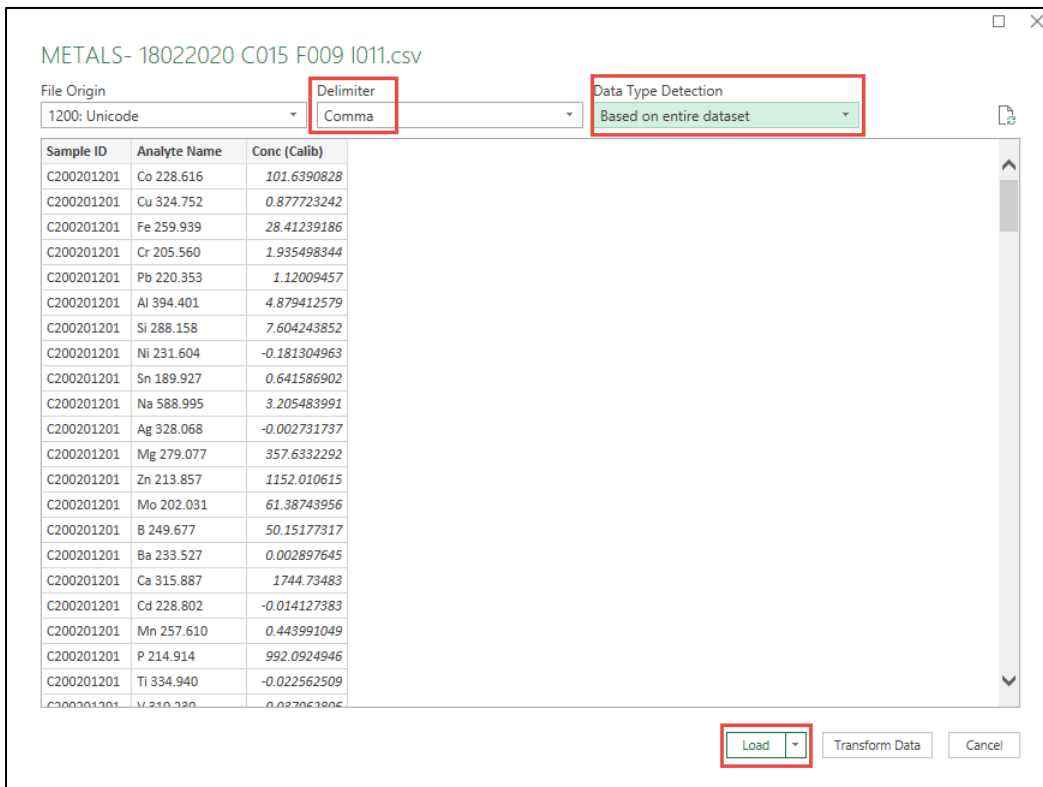 METALS- 18022020 C015 F009 I011.csv
File Origin Delimiter Data Type Detection
1200: Unicode Comma Based on entire dataset
Sample ID Analyte Name Conc (Calib)
C200201201 Co 228.616 101.6390828
C200201201 Cu 324.752 0.877723242
C200201201 Fe 259.939 28.41239186
C200201201 Cr 205.560 1.935498344
C200201201 Pb 220.353 1.12009457
C200201201 Al 394.401 4.879412579
C200201201 Si 288.158 7.604243852
C200201201 Ni 231.604 -0.181304963
C200201201 Sn 189.927 0.641586902
C200201201 Na 588.995 3.205483991
C200201201 Ag 328.068 -0.002731737
C200201201 Mg 279.077 357.6332292
C200201201 Zn 213.857 1152.010615
C200201201 Mo 202.031 61.38743956
C200201201 B 249.677 50.15177317
C200201201 Ba 233.527 0.002897645
C200201201 Ca 315.887 1744.73483
C200201201 Cd 228.802 -0.014127383
C200201201 Mn 257.610 0.443991049
C200201201 P 214.914 992.0924946
C200201201 Ti 334.940 -0.022562509
Load Transform Data Cancel